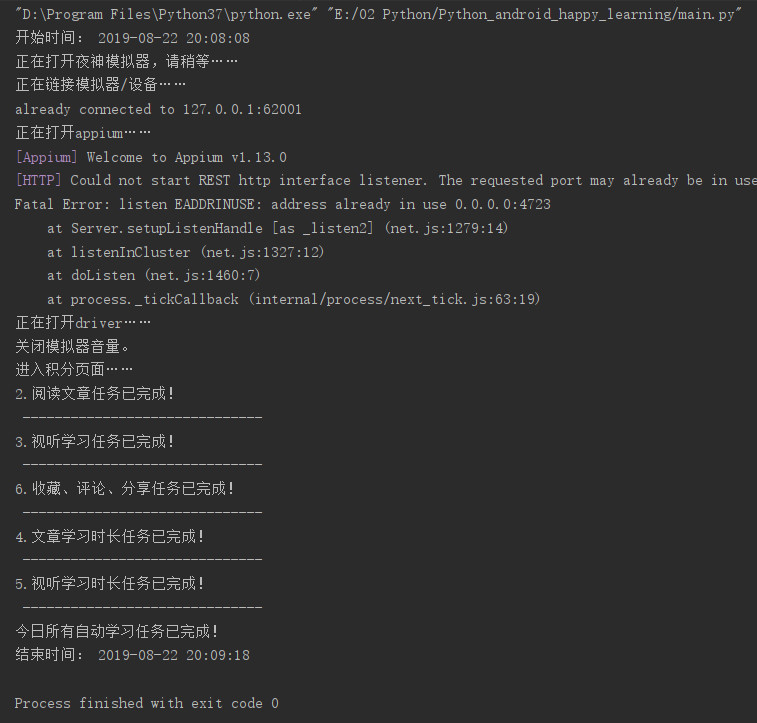 "D:\Program Files\Python37\python.exe" "E:/02 Python/Python_android_happy_learning/main.py"
开始时间: 2019-08-22 20:08:08
正在打开夜神模拟器,请稍等……
正在链接模拟器/设备……
already connected to 127.0.0.1:62001
正在打开appium……
[Appium] Welcome to Appium v1.13.0
[HTTP] Could not start REST http interface listener. The requested port may already be in use
Fatal Error: listen EADDRINUSE: address already in use 0.0.0.0:4723
    at Server.setupListenHandle [as _listen2] (net.js:1279:14)
    at listenInCluster (net.js:1327:12)
    at doListen (net.js:1460:7)
    at process._tickCallback (internal/process/next_tick.js:63:19)
正在打开driver……
关闭模拟器音量。
进入积分页面……
2.阅读文章任务已完成!
------------------------------
3.视听学习任务已完成!
------------------------------
6.收藏、评论、分享任务已完成!
------------------------------
4.文章学习时长任务已完成!
------------------------------
5.视听学习时长任务已完成!
------------------------------
今日所有自动学习任务已完成!
结束时间: 2019-08-22 20:09:18
Process finished with exit code 0